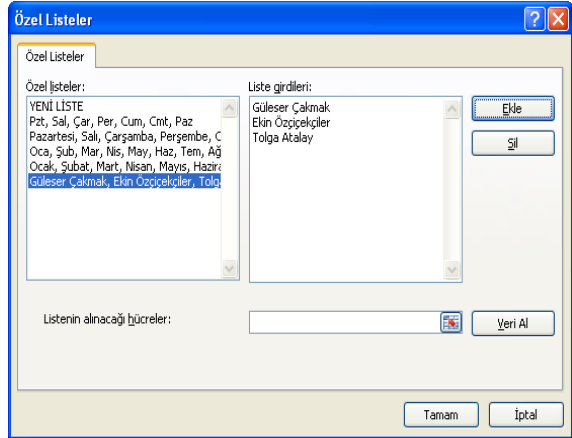 Özel Listeler
Özel Listeler
Özel listeler:
YENİ LİSTE
Pzt, Sal, Çar, Per, Cum, Cmt, Paz
Pazartesi, Salı, Çarşamba, Perşembe, C
Oca, Şub, Mar, Nis, May, Haz, Tem, Ağ
Ocak, Şubat, Mart, Nisan, Mayıs, Hazira
Güleser Çakmak, Ekin Özçiçekçiler, Tolga
Liste girdileri:
Güleser Çakmak
Ekin Özçiçekçiler
Tolga Atalay
Ekle
Sil
Listenin alınacağı hücreler:
Veri Al
Tamam
İptal